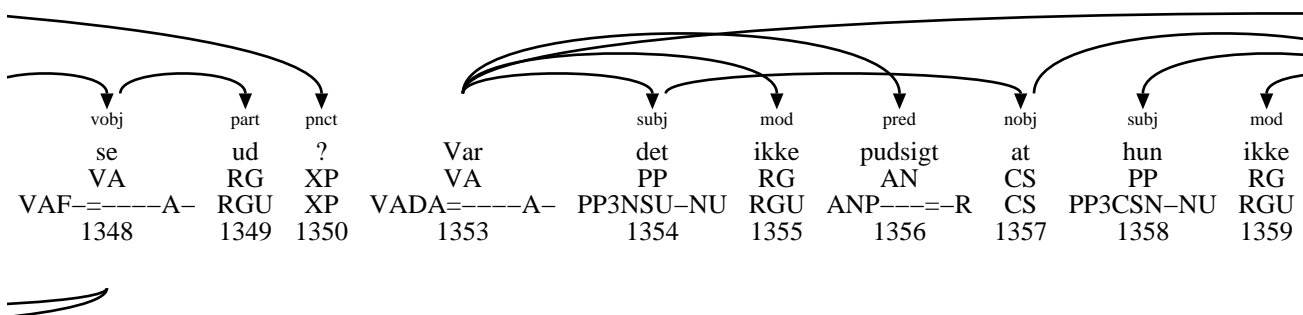 vobj part pnct subj mod pred nobj subj mod
se ud ? Var det ikke pudsigt at hun ikke
VA RG XP VA PP RG AN CS PP RG
VAF−=−−−−A− RGU XP VADA=−−−−A− PP3NSU−NU RGU ANP−−−=−R CS PP3CSN−NU RGU
1348 1349 1350 1353 1354 1355 1356 1357 1358 1359